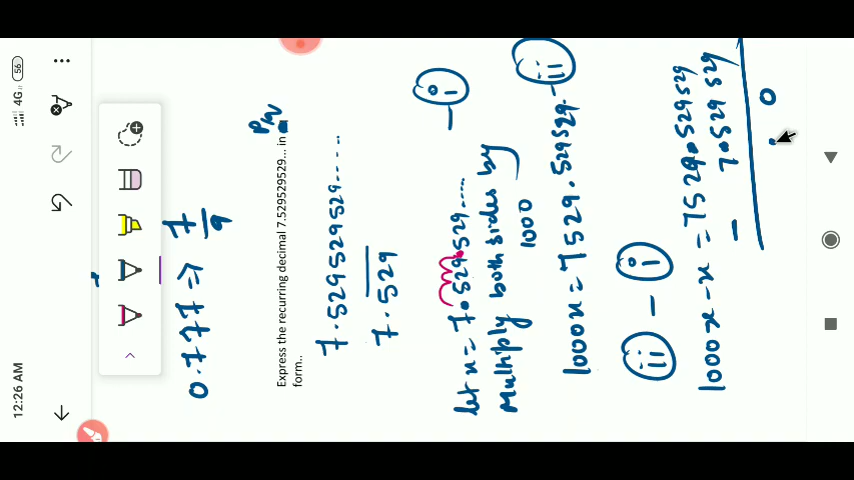 12:26 AM 4G 56
0.777 => 7/9
Express the recurring decimal 7.529529529... in p/q
form..
7.529529529.....
7.529
let x = 7.529529..... - i
Multiply both sides by
1000
1000x = 7529.529529. - ii
ii - i
1000x - x = 7529.529529
- 7.529529
.0